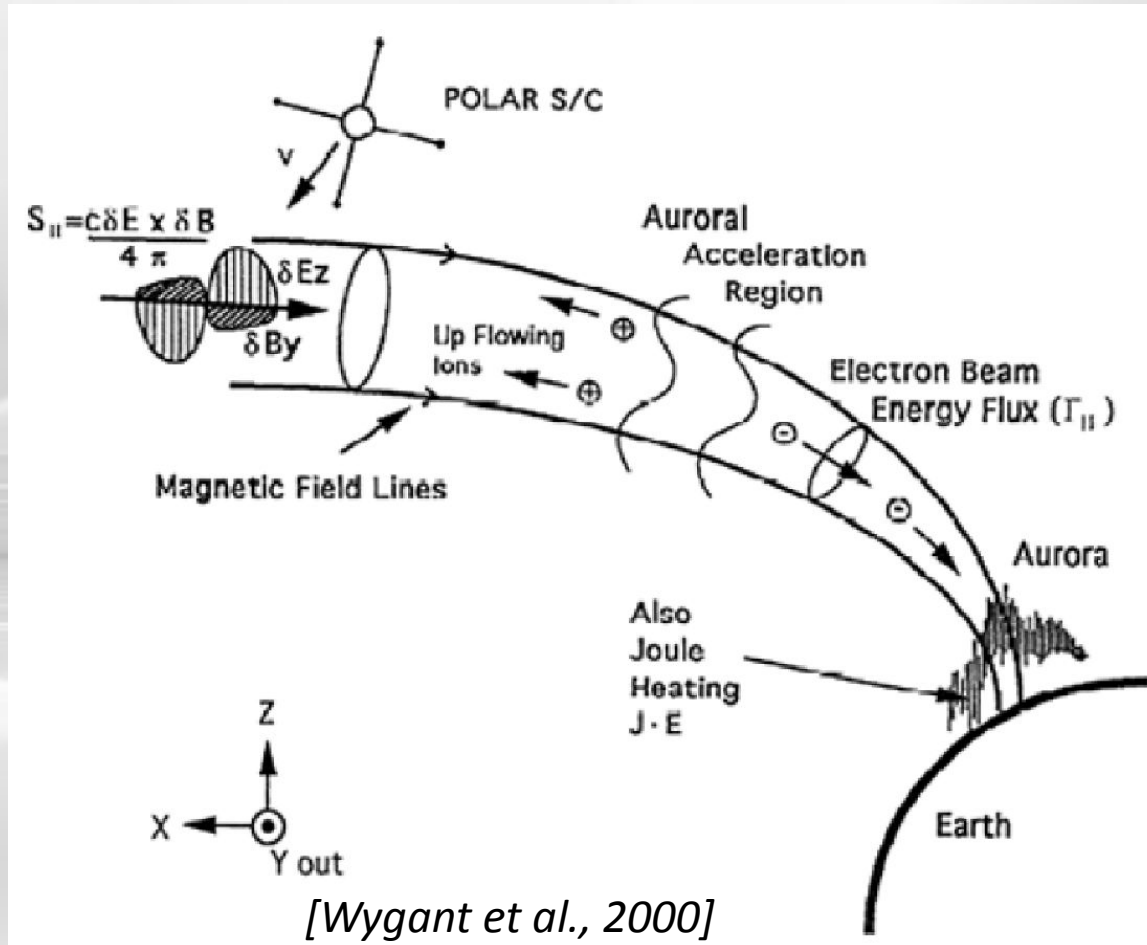 POLAR S/C
v
S॥=cδE x δB
4 π
δEz
δBy
Auroral
Acceleration
Region
Up Flowing
Ions
⊕
⊕
Electron Beam
Energy Flux (Γ॥)
⊖
⊖
Magnetic Field Lines
Aurora
Also
Joule
Heating
J·E
Z
X
Y out
Earth
[Wygant et al., 2000]